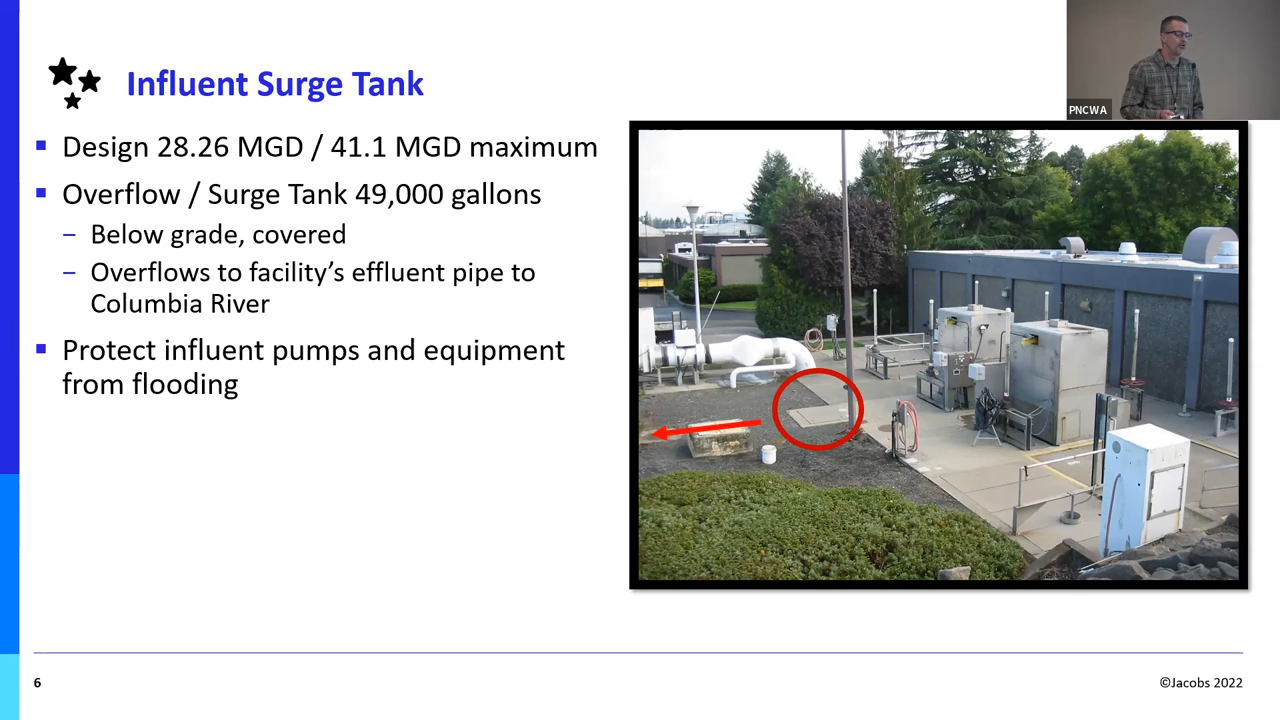 PNCWA
Influent Surge Tank
▪ Design 28.26 MGD / 41.1 MGD maximum
▪ Overflow / Surge Tank 49,000 gallons
– Below grade, covered
– Overflows to facility’s effluent pipe to
Columbia River
▪ Protect influent pumps and equipment
from flooding
6
©Jacobs 2022